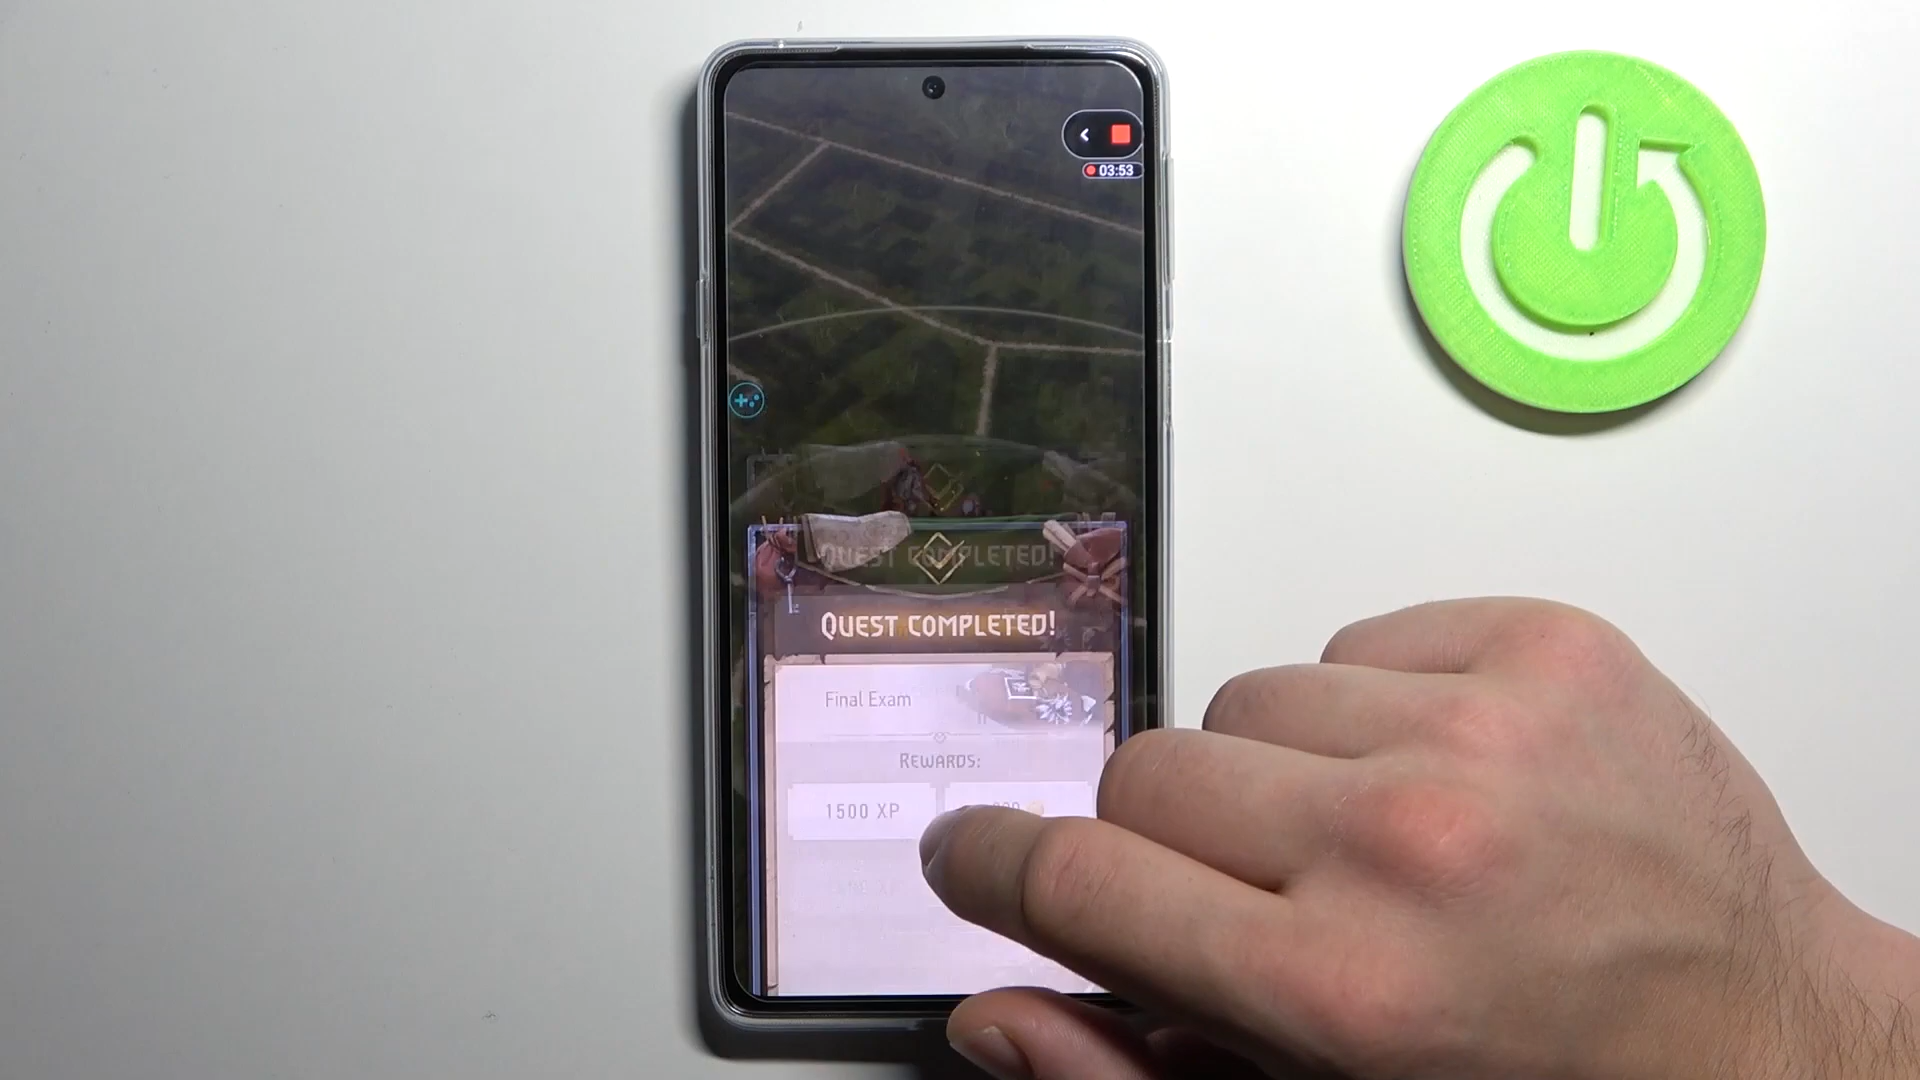 03:53
QUEST COMPLETED!
QUEST COMPLETED!
Final Exam
REWARDS:
1500 XP